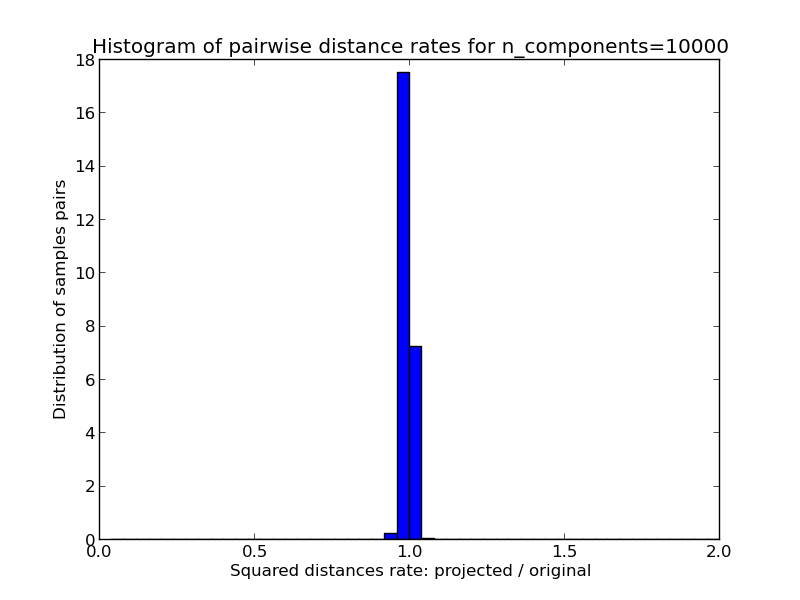 Histogram of pairwise distance rates for n_components=10000
18
16
14
12
10
8
6
4
2
0
Distribution of samples pairs
0.0 0.5 1.0 1.5 2.0
Squared distances rate: projected / original